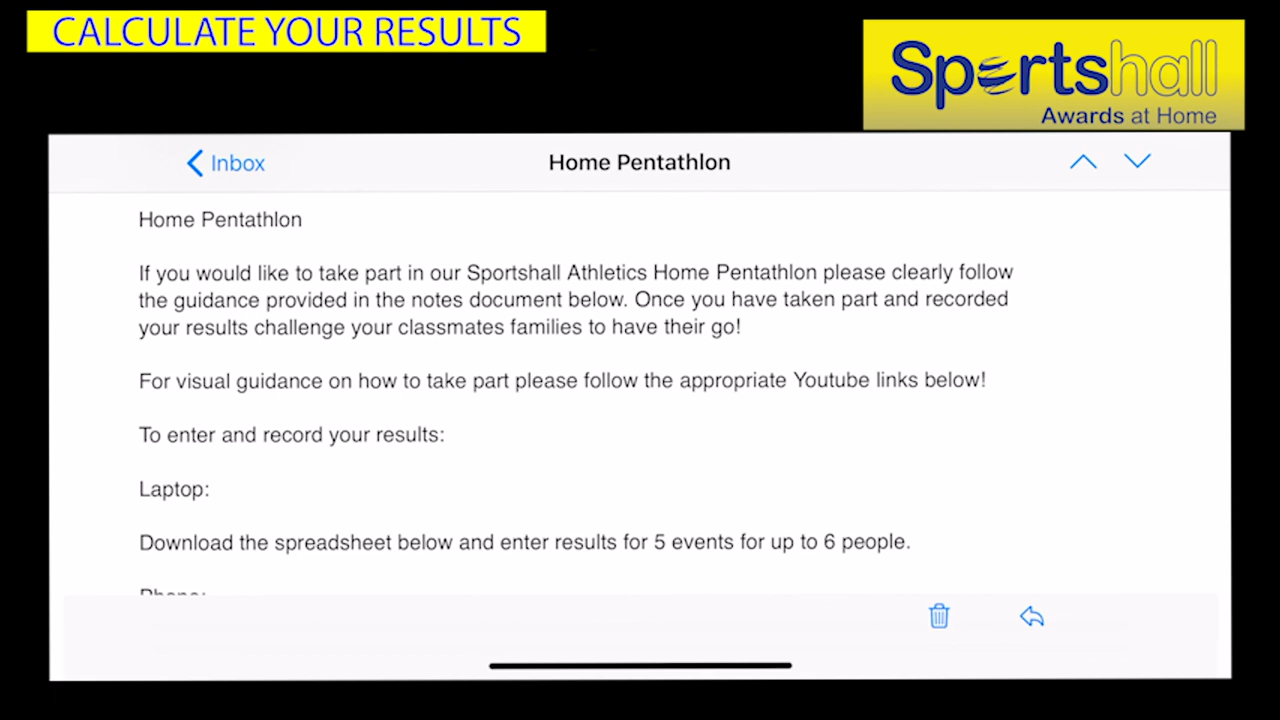 CALCULATE YOUR RESULTS
Sportshall
Awards at Home
Inbox
Home Pentathlon
Home Pentathlon
If you would like to take part in our Sportshall Athletics Home Pentathlon please clearly follow
the guidance provided in the notes document below. Once you have taken part and recorded
your results challenge your classmates families to have their go!
For visual guidance on how to take part please follow the appropriate Youtube links below!
To enter and record your results:
Laptop:
Download the spreadsheet below and enter results for 5 events for up to 6 people.
Phone: